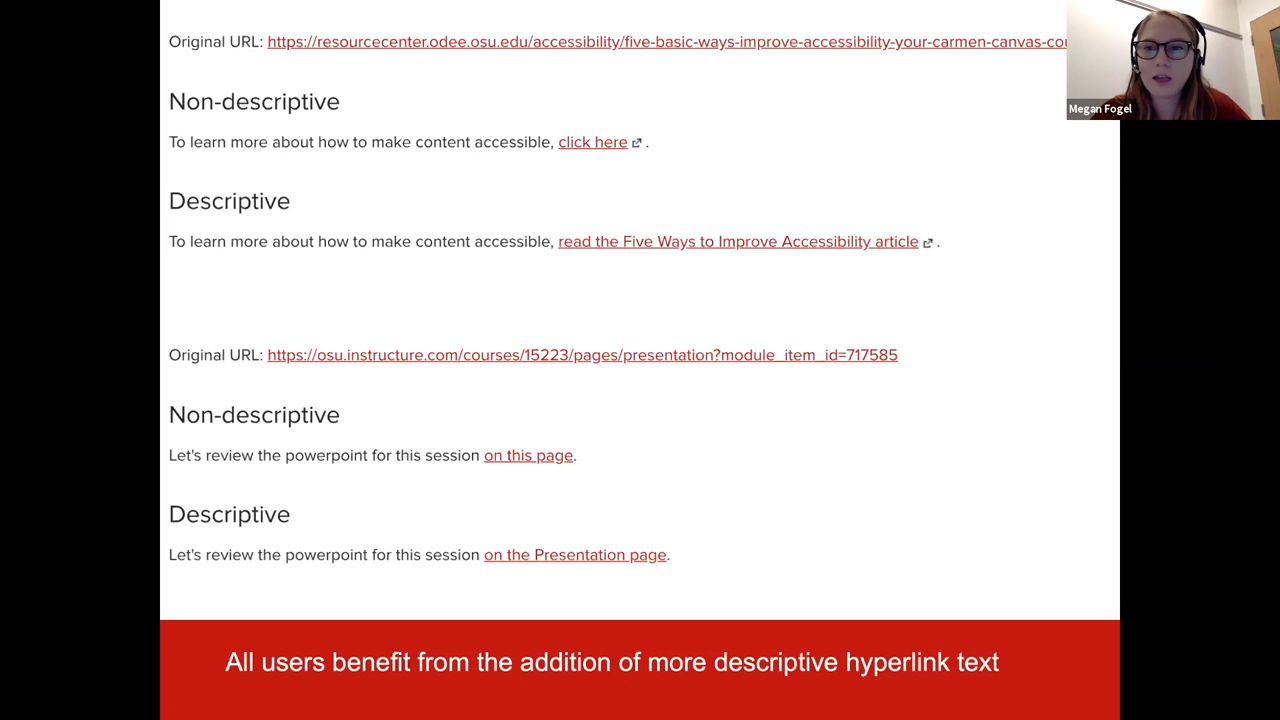 Original URL: https://resourcecenter.odee.osu.edu/accessibility/five-basic-ways-improve-accessibility-your-carmen-canvas-cou
Megan Fogel
Non-descriptive
To learn more about how to make content accessible, click here .
Descriptive
To learn more about how to make content accessible, read the Five Ways to Improve Accessibility article .
Original URL: https://osu.instructure.com/courses/15223/pages/presentation?module_item_id=717585
Non-descriptive
Let's review the powerpoint for this session on this page.
Descriptive
Let's review the powerpoint for this session on the Presentation page.
All users benefit from the addition of more descriptive hyperlink text